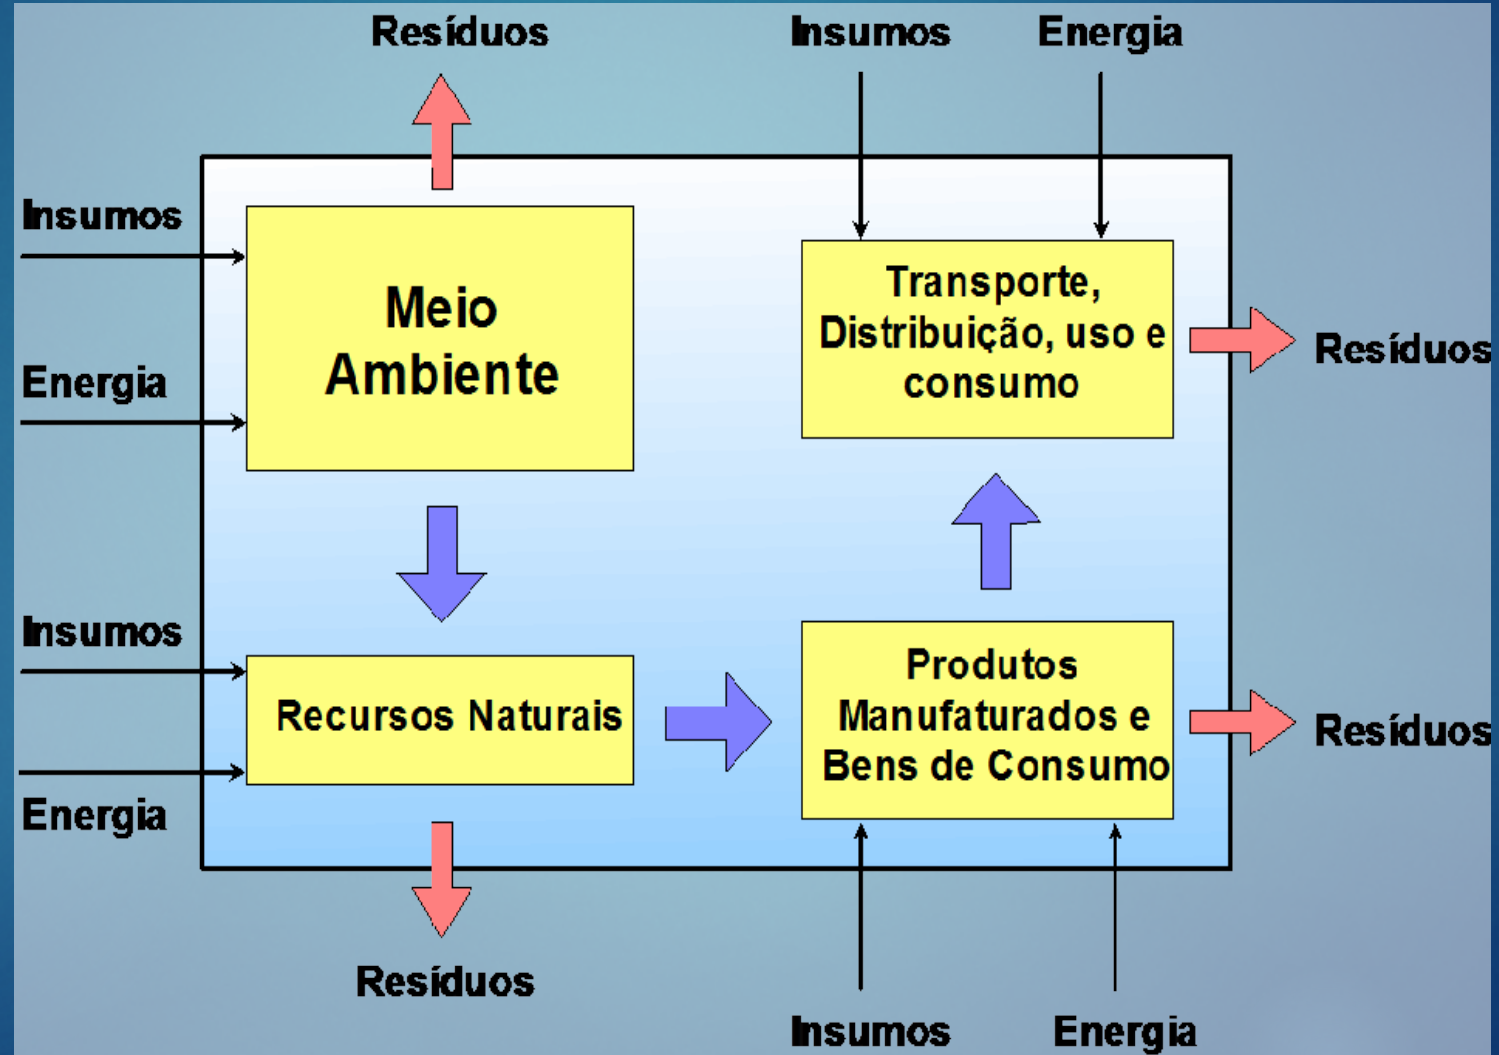 Resíduos
Insumos
Energia
Insumos
Energia
Meio
Ambiente
Transporte,
Distribuição, uso e
consumo
Resíduos
Insumos
Energia
Recursos Naturais
Produtos
Manufaturados e
Bens de Consumo
Resíduos
Resíduos
Insumos
Energia